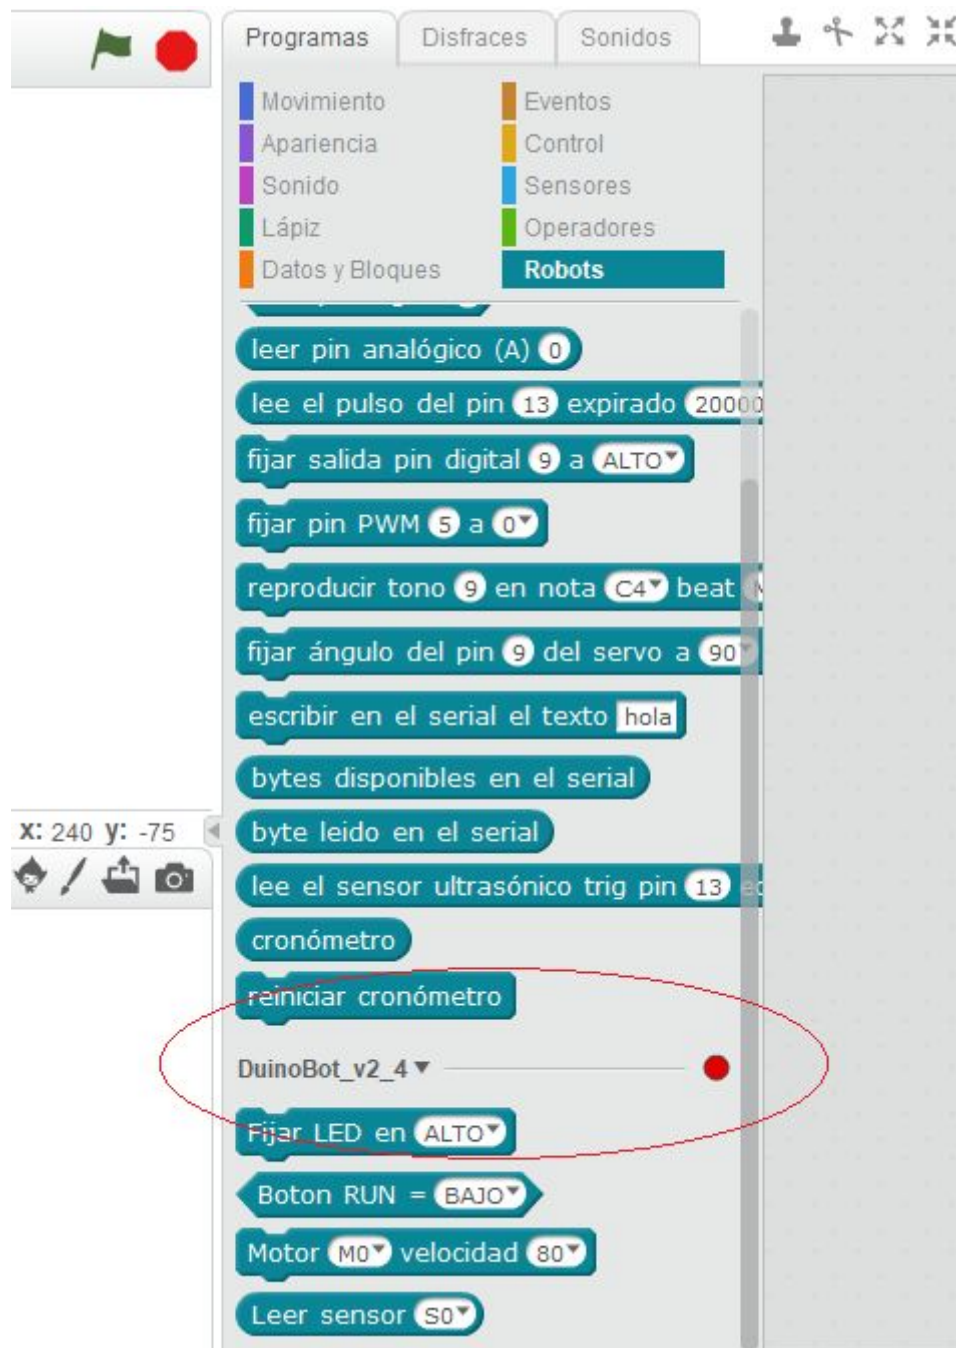 Programas Disfraces Sonidos
Movimiento Eventos
Apariencia Control
Sonido Sensores
Lápiz Operadores
Datos y Bloques Robots
leer pin analógico (A) 0
lee el pulso del pin 13 expirado 20000
fijar salida pin digital 9 a ALTO
fijar pin PWM 5 a 0
reproducir tono 9 en nota C4 beat
fijar ángulo del pin 9 del servo a 90
escribir en el serial el texto hola
bytes disponibles en el serial
x: 240 y: -75
byte leido en el serial
lee el sensor ultrasónico trig pin 13
cronómetro
reiniciar cronómetro
DuinoBot_v2_4
Fijar LED en ALTO
Boton RUN = BAJO
Motor M0 velocidad 80
Leer sensor S0